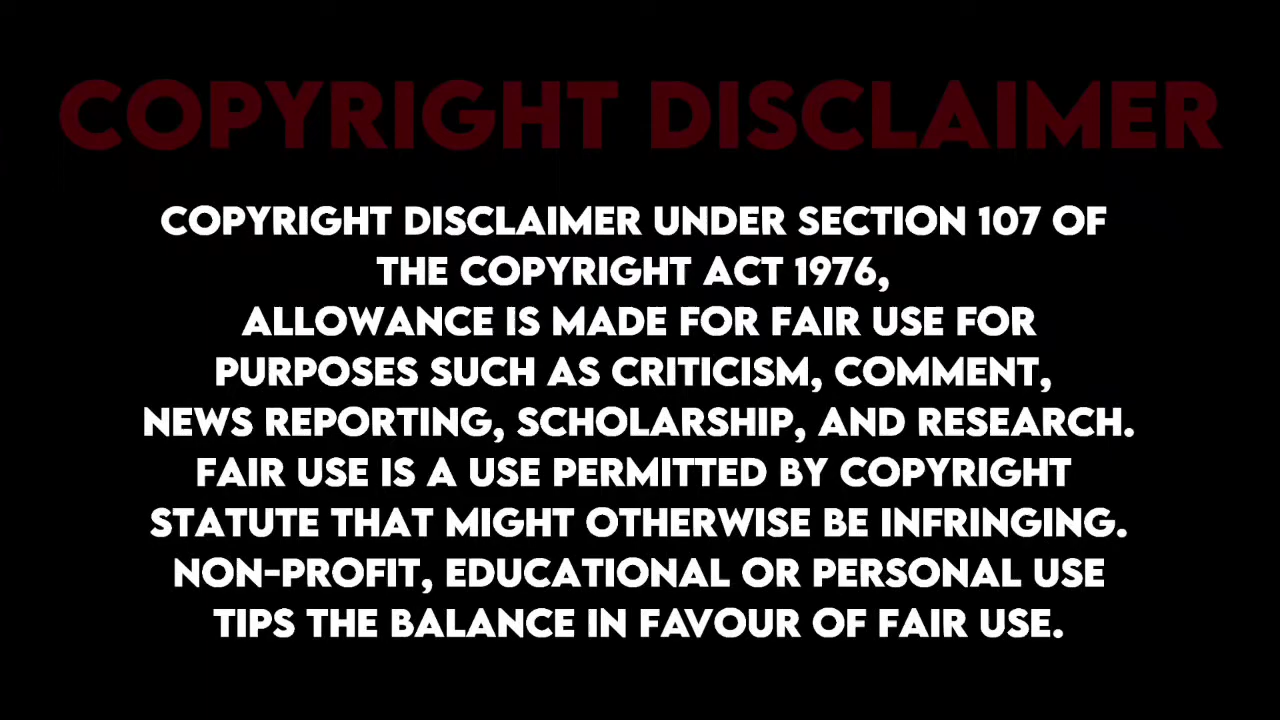 COPYRIGHT DISCLAIMER
COPYRIGHT DISCLAIMER UNDER SECTION 107 OF
THE COPYRIGHT ACT 1976,
ALLOWANCE IS MADE FOR FAIR USE FOR
PURPOSES SUCH AS CRITICISM, COMMENT,
NEWS REPORTING, SCHOLARSHIP, AND RESEARCH.
FAIR USE IS A USE PERMITTED BY COPYRIGHT
STATUTE THAT MIGHT OTHERWISE BE INFRINGING.
NON-PROFIT, EDUCATIONAL OR PERSONAL USE
TIPS THE BALANCE IN FAVOUR OF FAIR USE.